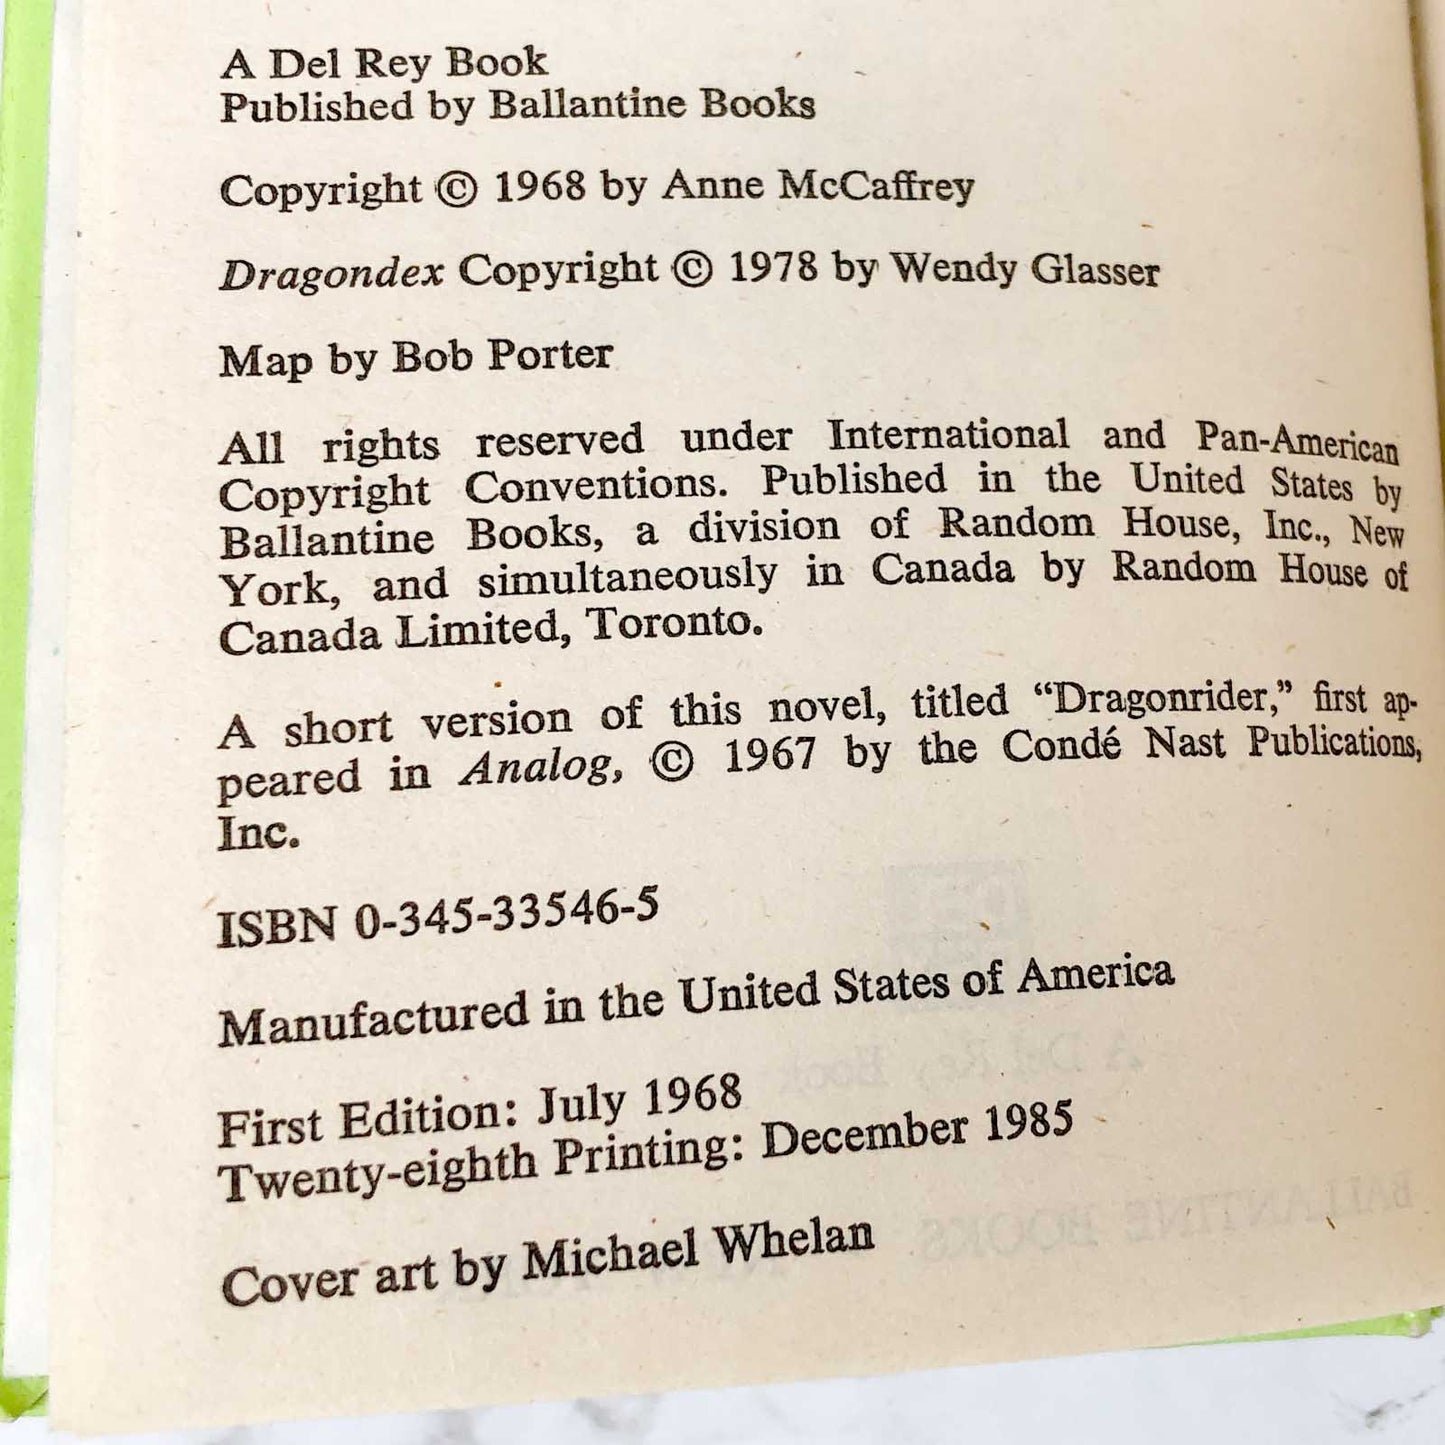 A Del Rey Book
Published by Ballantine Books
Copyright © 1968 by Anne McCaffrey
Dragondex Copyright © 1978 by Wendy Glasser
Map by Bob Porter
All rights reserved under International and Pan-American
Copyright Conventions. Published in the United States by
Ballantine Books, a division of Random House, Inc., New
York, and simultaneously in Canada by Random House of
Canada Limited, Toronto.
A short version of this novel, titled “Dragonrider,” first ap-
peared in Analog, © 1967 by the Condé Nast Publications,
Inc.
ISBN 0-345-33546-5
Manufactured in the United States of America
First Edition: July 1968
Twenty-eighth Printing: December 1985
Cover art by Michael Whelan
A Del Rey Book
BALLANTINE BOOKS